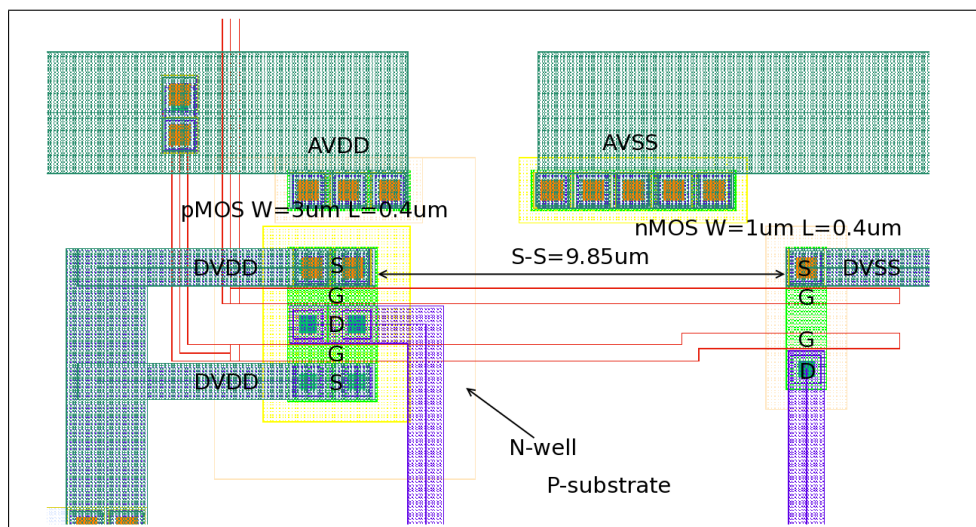 AVDD
AVSS
pMOS W=3um L=0.4um
nMOS W=1um L=0.4um
S-S=9.85um
DVDD
S
S
DVSS
G
G
D
G
G
DVDD
S
D
N-well
P-substrate